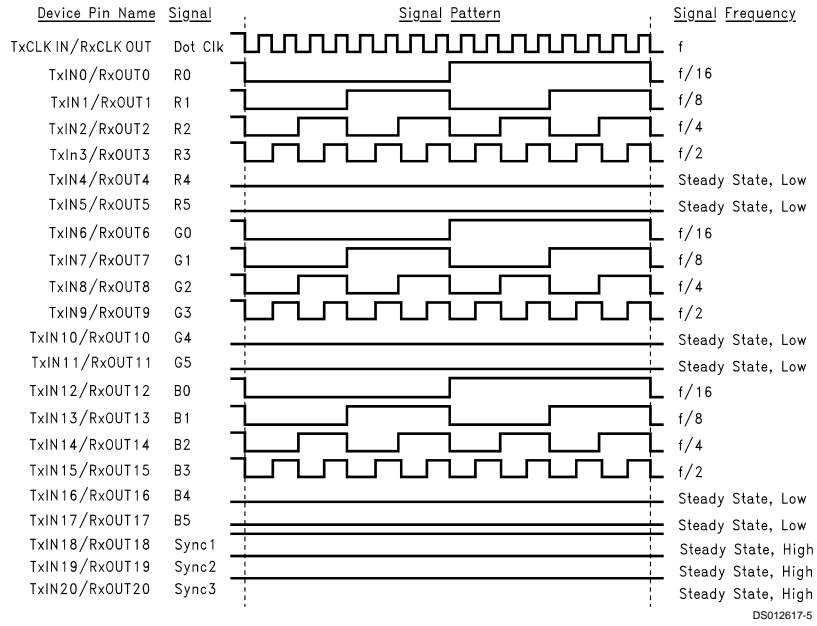 Device Pin Name Signal Signal Pattern Signal Frequency
TxCLK IN/RxCLK OUT Dot Clk f
TxIN0/RxOUT0 R0 f/16
TxIN1/RxOUT1 R1 f/8
TxIN2/RxOUT2 R2 f/4
TxIn3/RxOUT3 R3 f/2
TxIN4/RxOUT4 R4 Steady State, Low
TxIN5/RxOUT5 R5 Steady State, Low
TxIN6/RxOUT6 G0 f/16
TxIN7/RxOUT7 G1 f/8
TxIN8/RxOUT8 G2 f/4
TxIN9/RxOUT9 G3 f/2
TxIN10/RxOUT10 G4 Steady State, Low
TxIN11/RxOUT11 G5 Steady State, Low
TxIN12/RxOUT12 B0 f/16
TxIN13/RxOUT13 B1 f/8
TxIN14/RxOUT14 B2 f/4
TxIN15/RxOUT15 B3 f/2
TxIN16/RxOUT16 B4 Steady State, Low
TxIN17/RxOUT17 B5 Steady State, Low
TxIN18/RxOUT18 Sync1 Steady State, High
TxIN19/RxOUT19 Sync2 Steady State, High
TxIN20/RxOUT20 Sync3 Steady State, High
DS012617-5